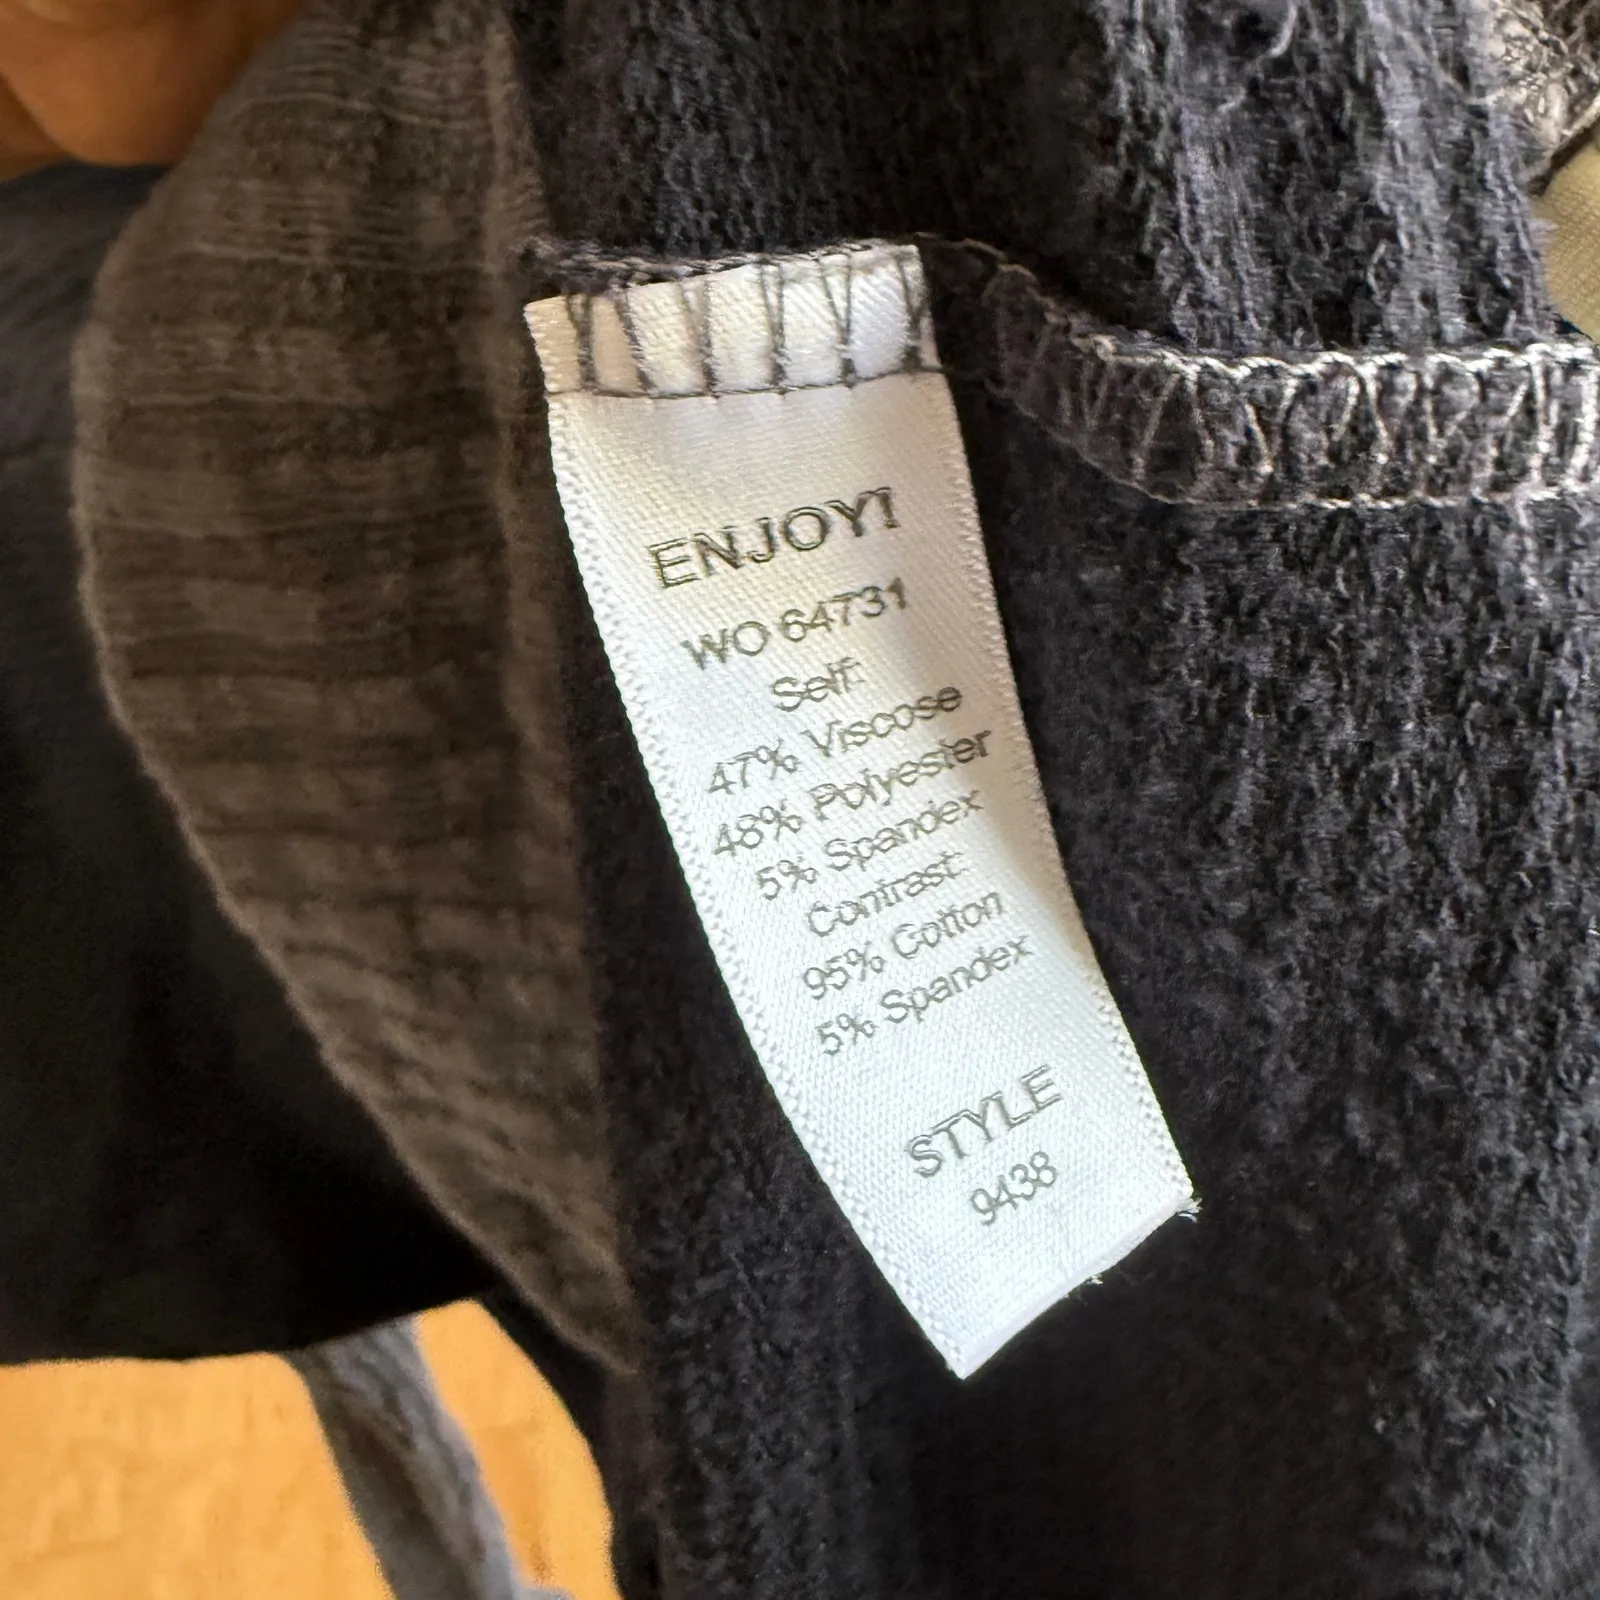 ENJOY!
WO 64731
Self:
47% Viscose
48% Polyester
5% Spandex
Contrast:
95% Cotton
5% Spandex
STYLE
9438